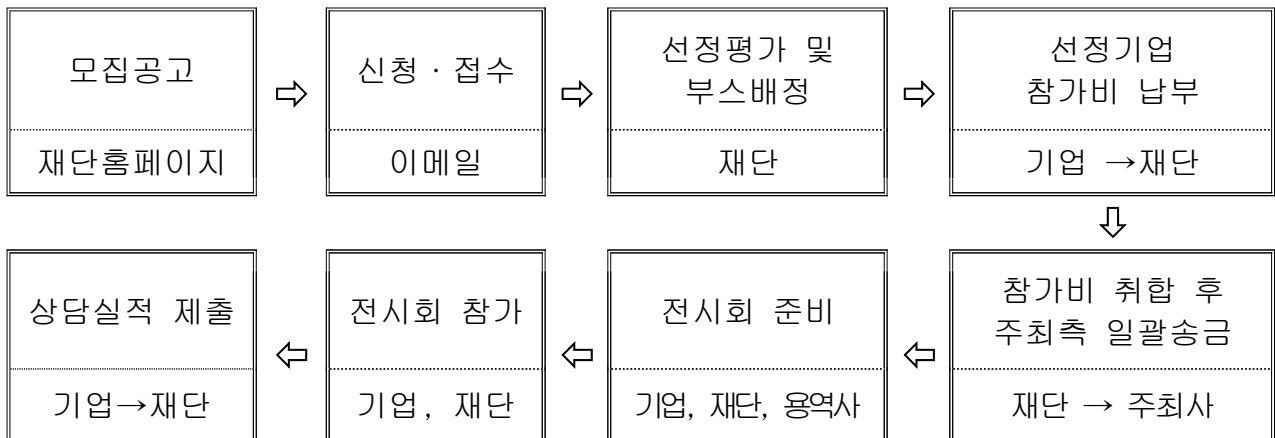 모집공고
재단홈페이지
⇨
신청·접수
이메일
⇨
선정평가 및
부스배정
재단
⇨
선정기업
참가비 납부
기업 →재단
⇩
참가비 취합 후
주최측 일괄송금
재단 → 주최사
⇦
전시회 준비
기업, 재단, 용역사
⇦
전시회 참가
기업, 재단
⇦
상담실적 제출
기업→재단